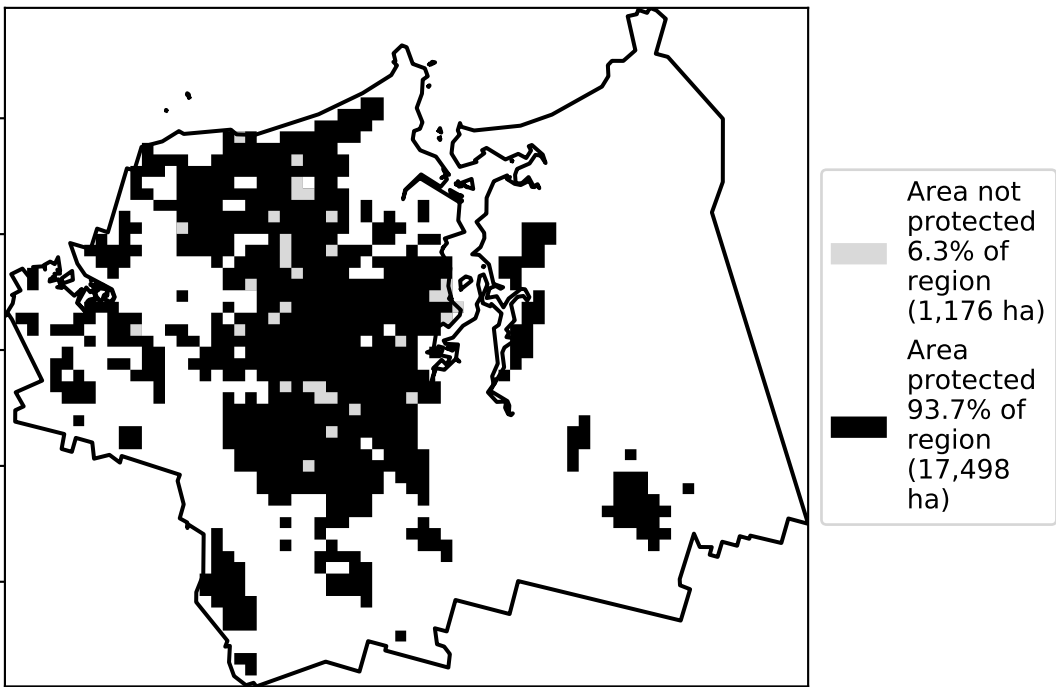 Area not
protected
6.3% of
region
(1,176 ha)
Area
protected
93.7% of
region
(17,498
ha)